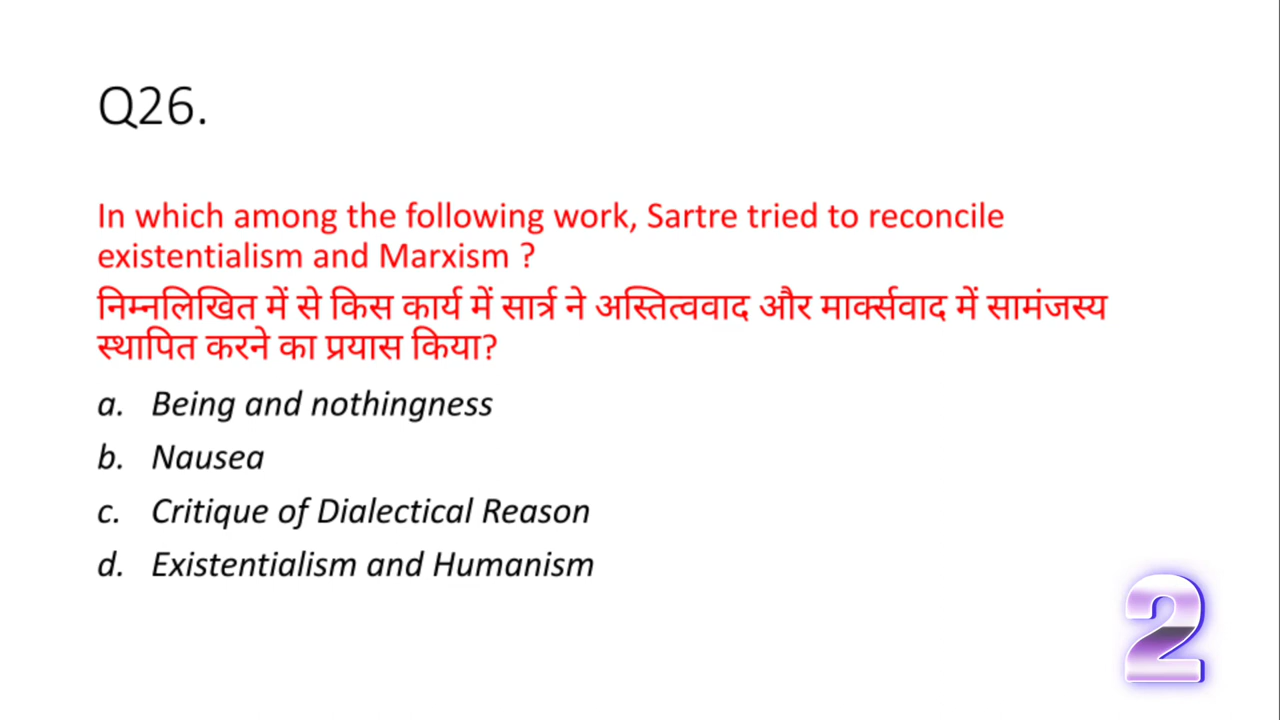 Q26.
In which among the following work, Sartre tried to reconcile
existentialism and Marxism ?
निम्नलिखित में से किस कार्य में सार्त्र ने अस्तित्ववाद और मार्क्सवाद में सामंजस्य
स्थापित करने का प्रयास किया?
a. Being and nothingness
b. Nausea
c. Critique of Dialectical Reason
d. Existentialism and Humanism
2